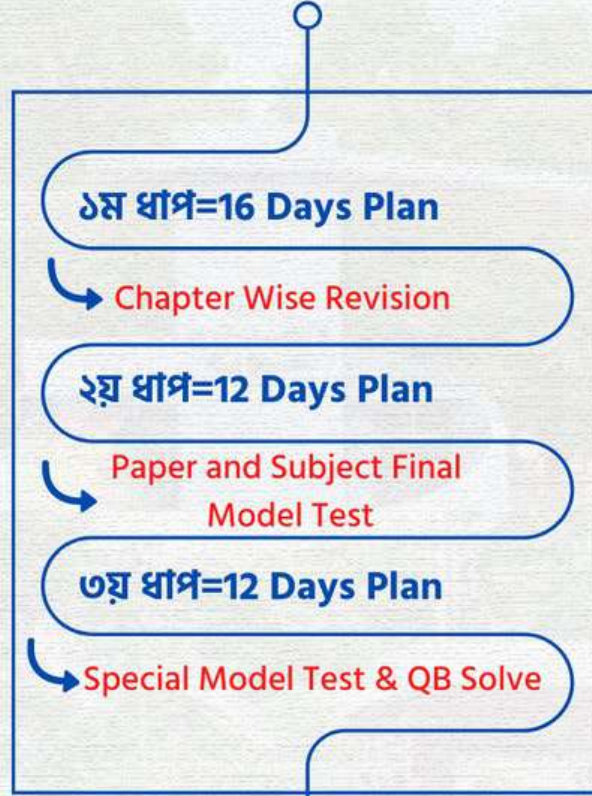 ১ম ধাপ=16 Days Plan
Chapter Wise Revision
২য় ধাপ=12 Days Plan
Paper and Subject Final
Model Test
৩য় ধাপ=12 Days Plan
Special Model Test & QB Solve